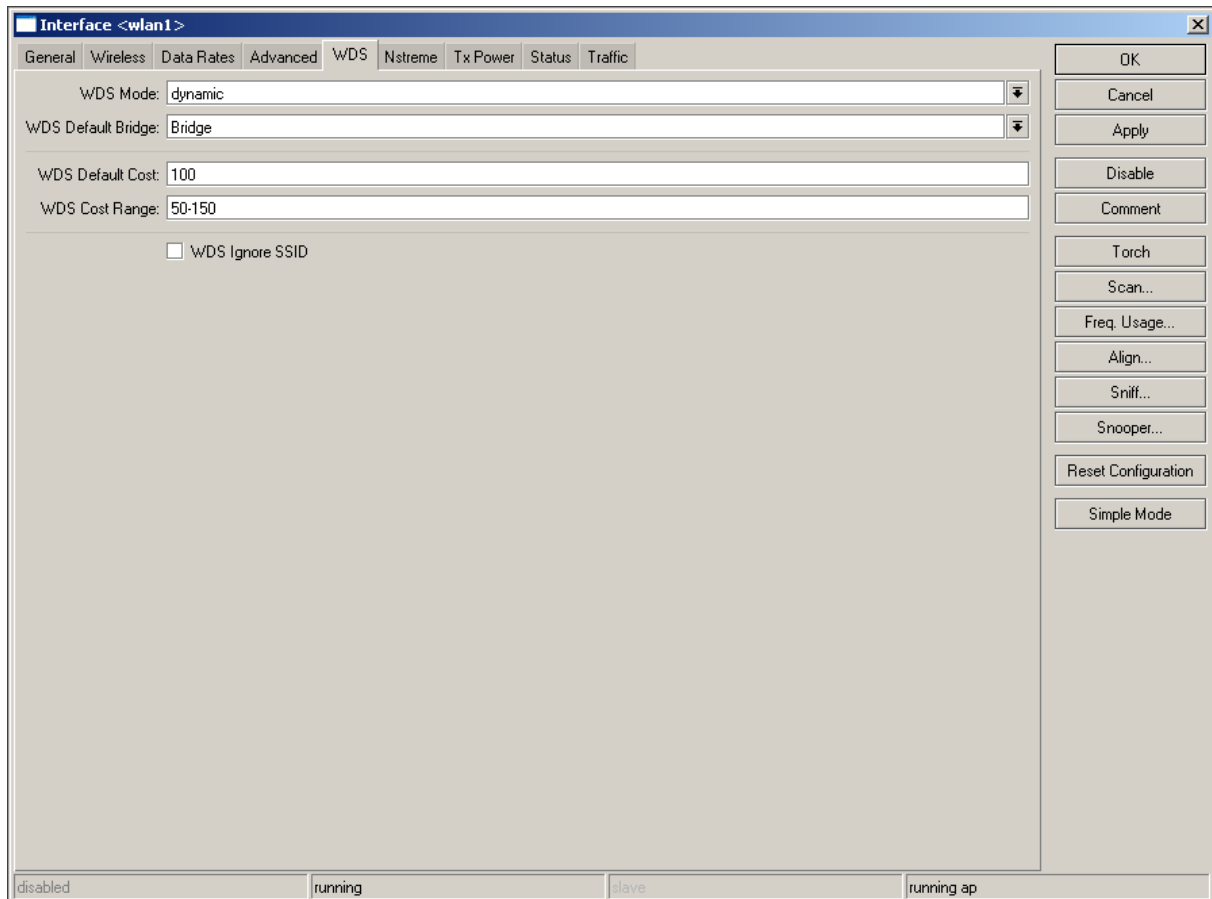 Interface <wlan1>
General Wireless Data Rates Advanced WDS Nstreme Tx Power Status Traffic
WDS Mode: dynamic
WDS Default Bridge: Bridge
WDS Default Cost: 100
WDS Cost Range: 50-150
WDS Ignore SSID
OK
Cancel
Apply
Disable
Comment
Torch
Scan...
Freq. Usage...
Align...
Sniff...
Snooper...
Reset Configuration
Simple Mode
disabled running slave running ap